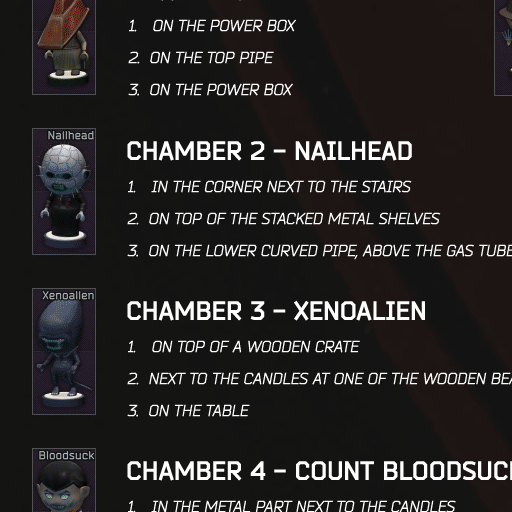 1. ON THE POWER BOX
2. ON THE TOP PIPE
3. ON THE POWER BOX
Nailhead
CHAMBER 2 – NAILHEAD
1. IN THE CORNER NEXT TO THE STAIRS
2. ON TOP OF THE STACKED METAL SHELVES
3. ON THE LOWER CURVED PIPE, ABOVE THE GAS TUBE
Xenoalien
CHAMBER 3 – XENOALIEN
1. ON TOP OF A WOODEN CRATE
2. NEXT TO THE CANDLES AT ONE OF THE WOODEN BEA
3. ON THE TABLE
Bloodsuck
CHAMBER 4 – COUNT BLOODSUC
1. IN THE METAL PART NEXT TO THE CANDLES